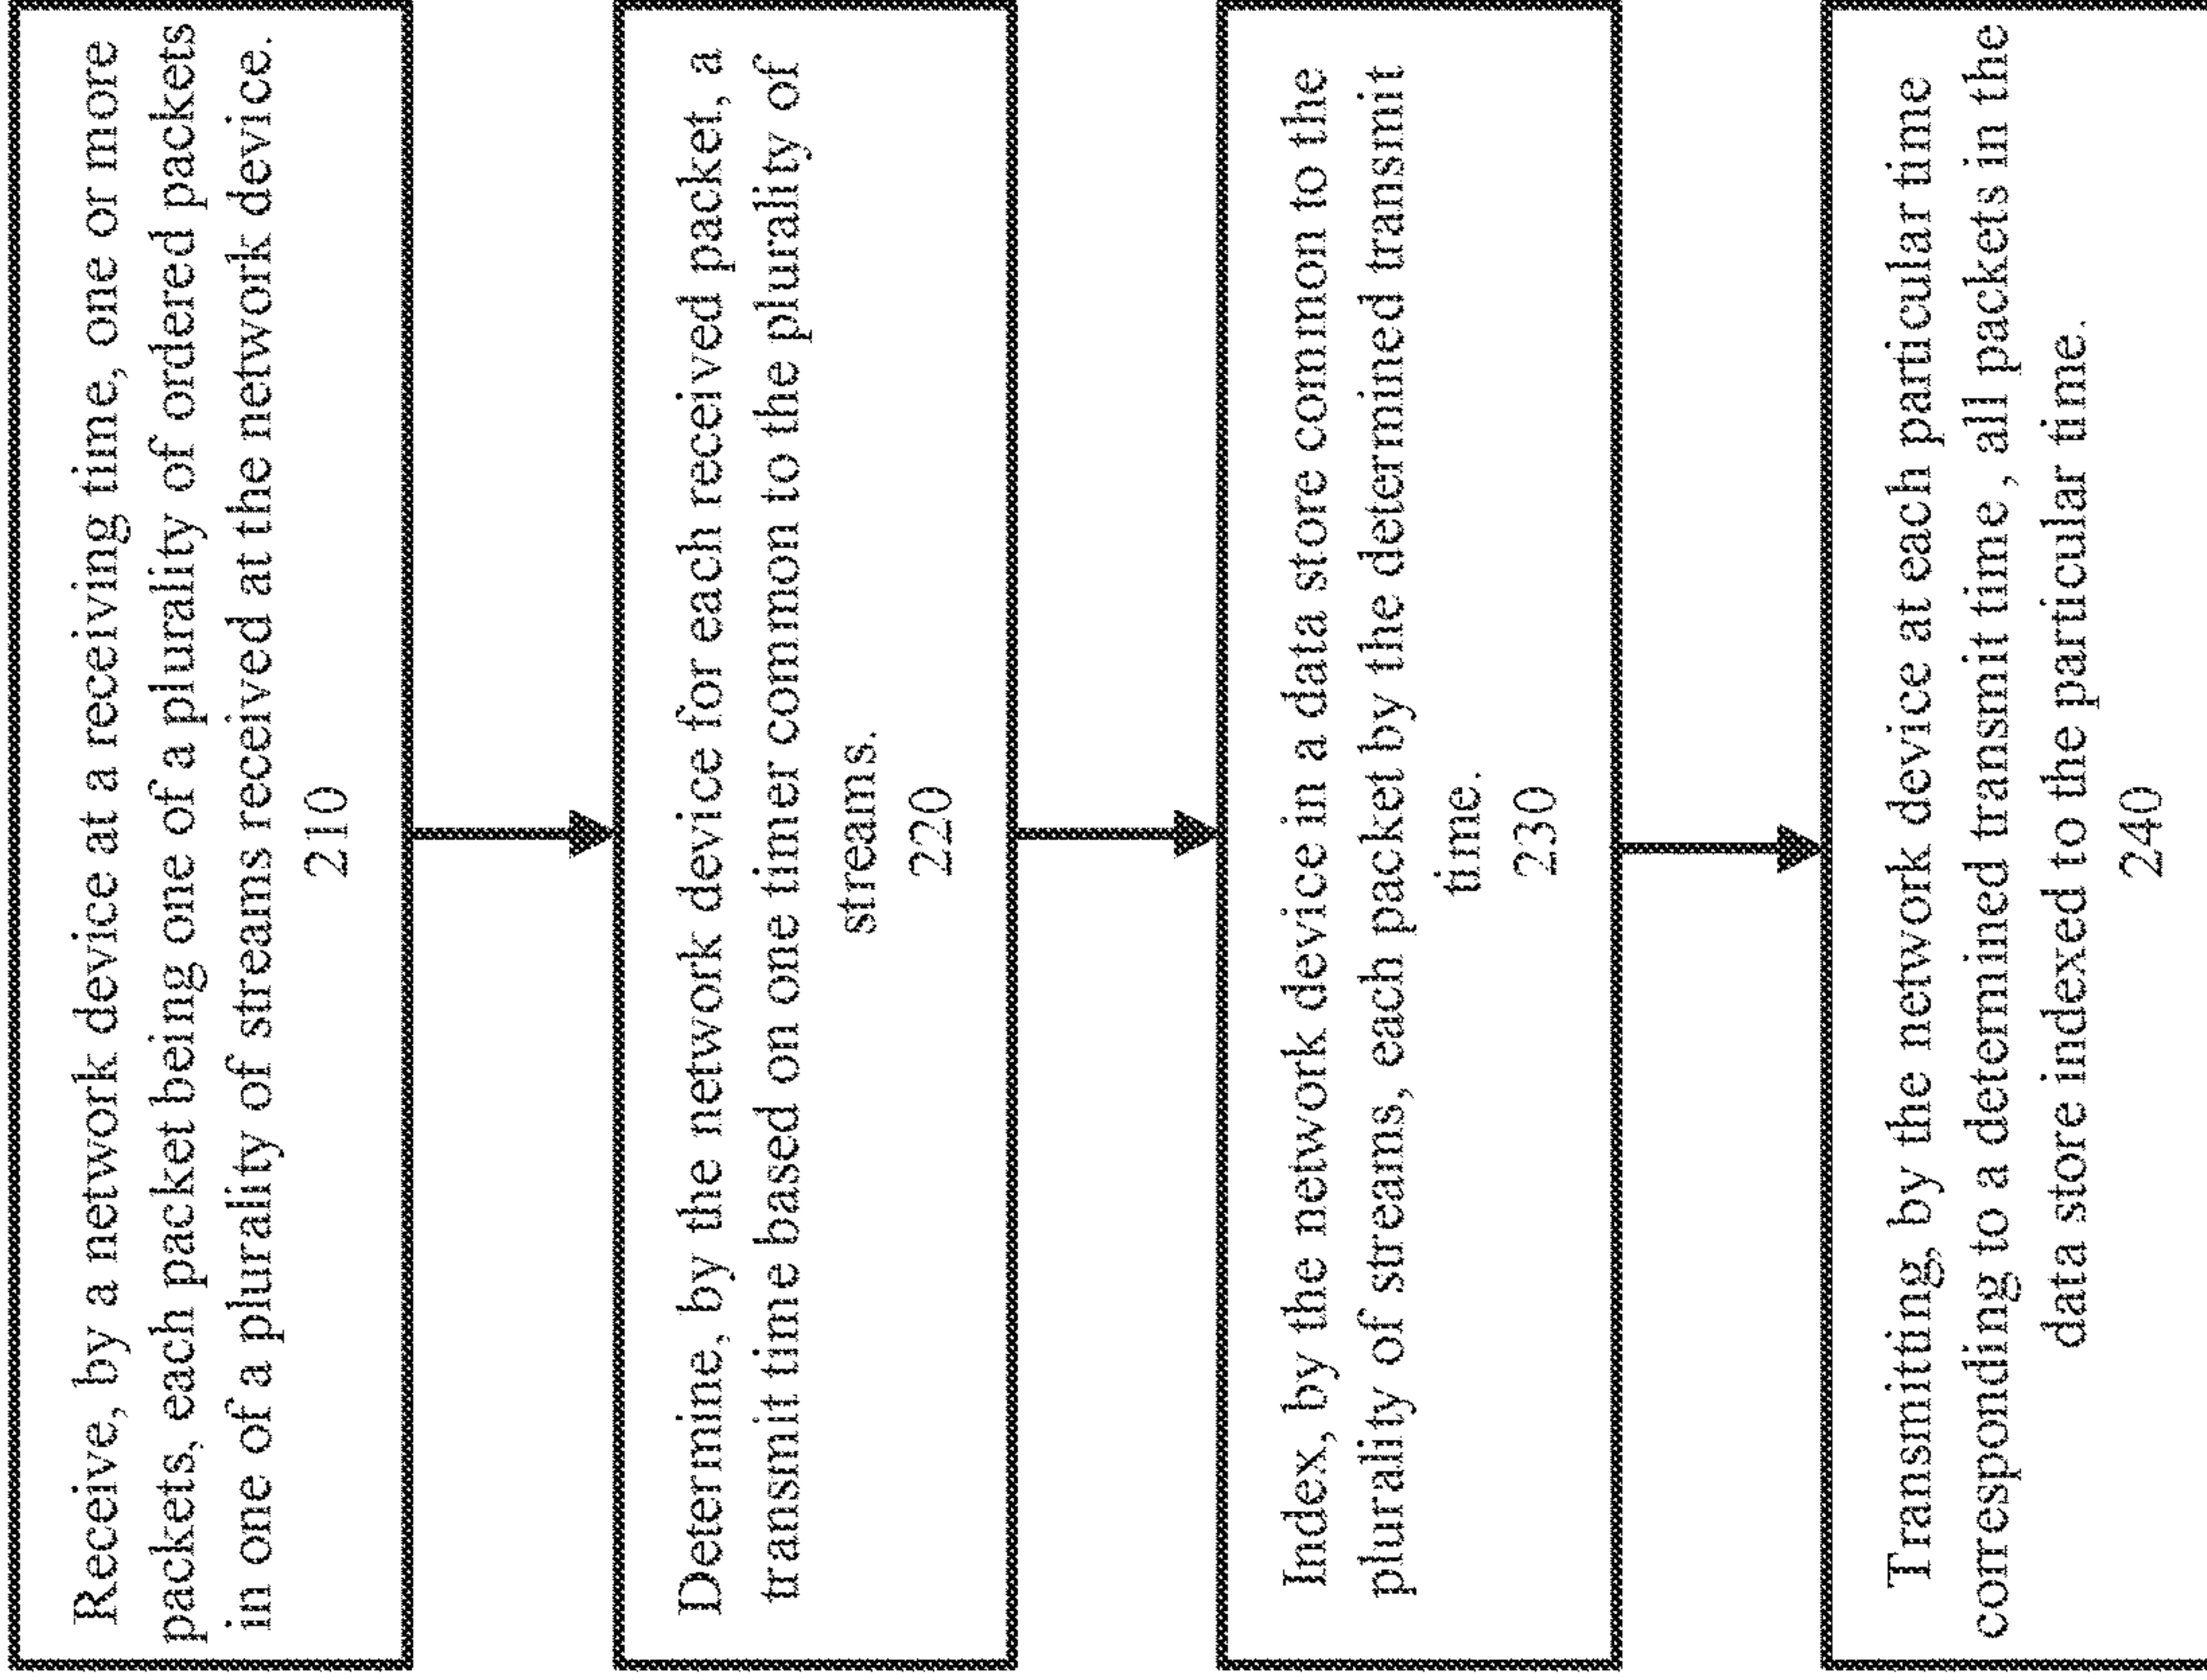 Receive, by a network device at a receiving time, one or more
packets, each packet being one of a plurality of ordered packets
in one of a plurality of streams received at the network device.
210
Determine, by the network device for each received packet, a
transmit time based on one timer common to the plurality of
streams.
220
Index, by the network device in a data store common to the
plurality of streams, each packet by the determined transmit
time.
230
Transmitting, by the network device at each particular time
corresponding to a determined transmit time , all packets in the
data store indexed to the particular time.
240